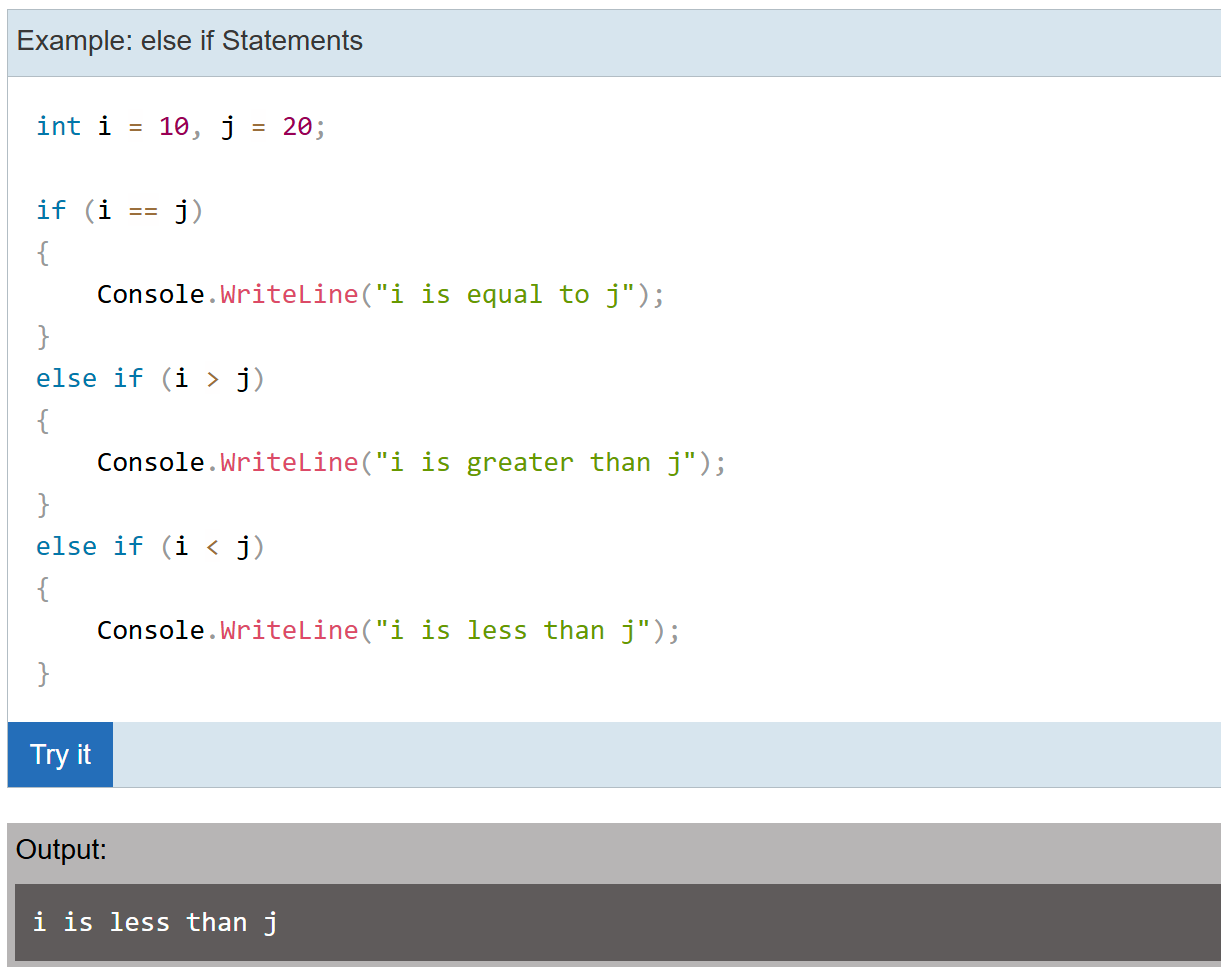 Example: else if Statements
int i = 10, j = 20;
if (i == j)
{
    Console.WriteLine("i is equal to j");
}
else if (i > j)
{
    Console.WriteLine("i is greater than j");
}
else if (i < j)
{
    Console.WriteLine("i is less than j");
}
Try it
Output:
i is less than j